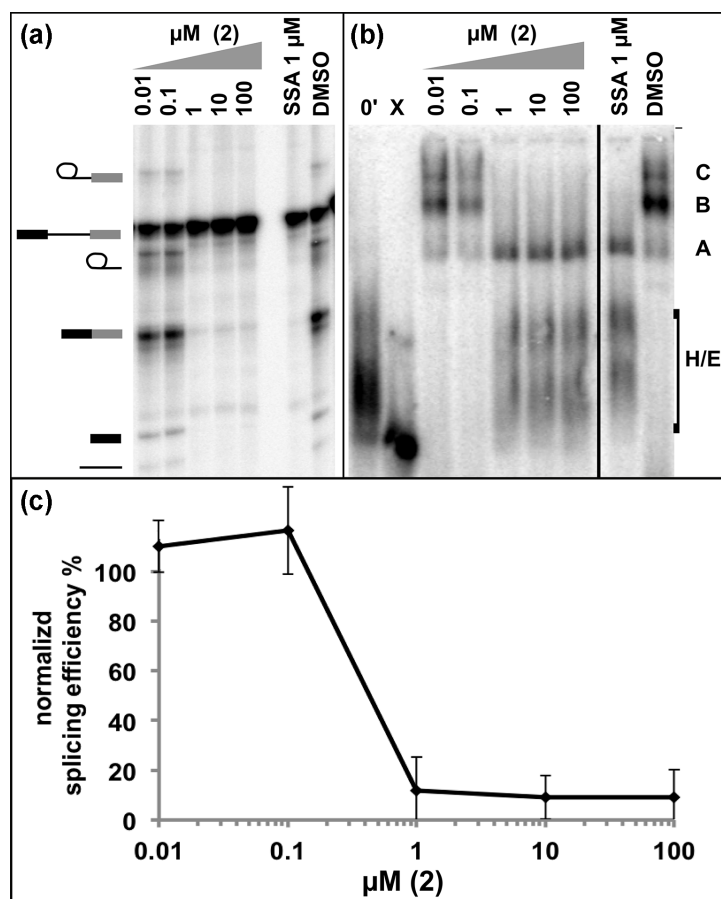 (a)
µM (2)
0.01 0.1 1 10 100 SSA 1 µM DMSO
(b)
µM (2)
0' X 0.01 0.1 1 10 100 SSA 1 µM DMSO
C
B
A
H/E
(c)
normalizd
splicing efficiency %
100
80
60
40
20
0
0.01 0.1 1 10 100
µM (2)